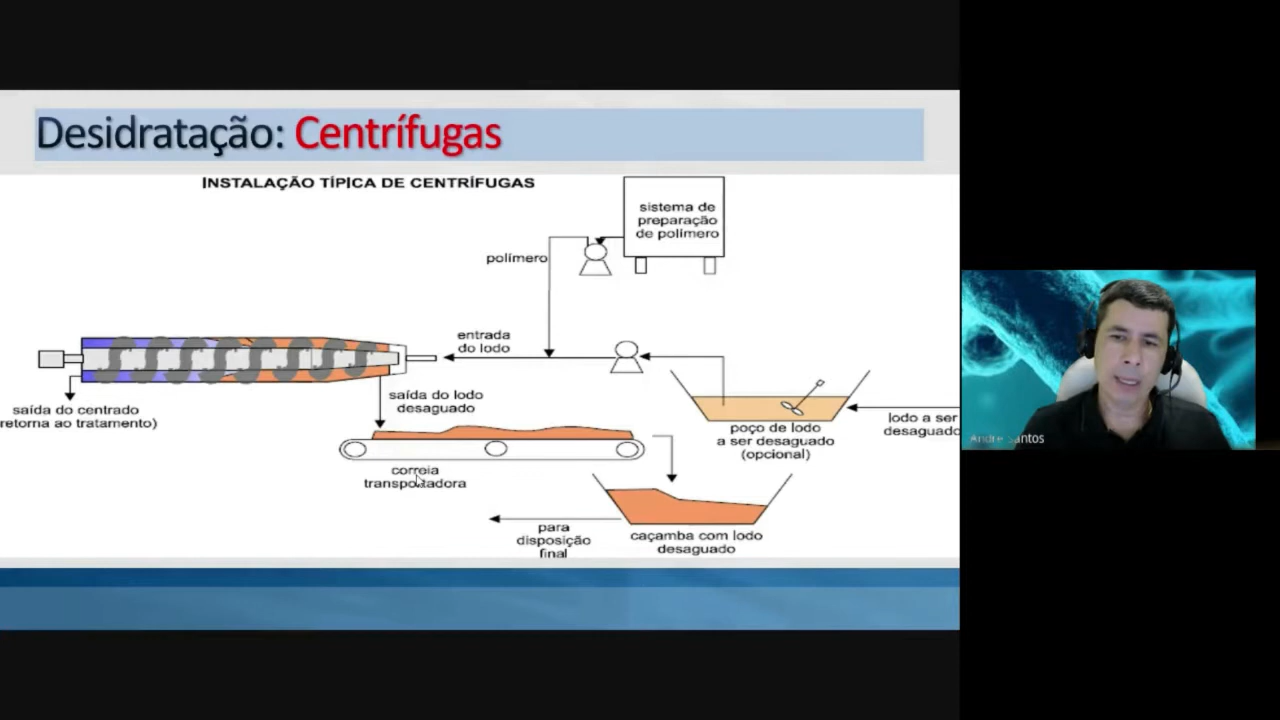 Desidratação: Centrífugas
INSTALAÇÃO TÍPICA DE CENTRÍFUGAS
sistema de
preparação
de polímero
polímero
entrada
do lodo
saída do lodo
desaguado
saída do centrado
retorna ao tratamento)
poço de lodo
a ser desaguado
(opcional)
lodo a ser
desaguado
correia
transportadora
caçamba com lodo
desaguado
para
disposição
final
Andre Santos